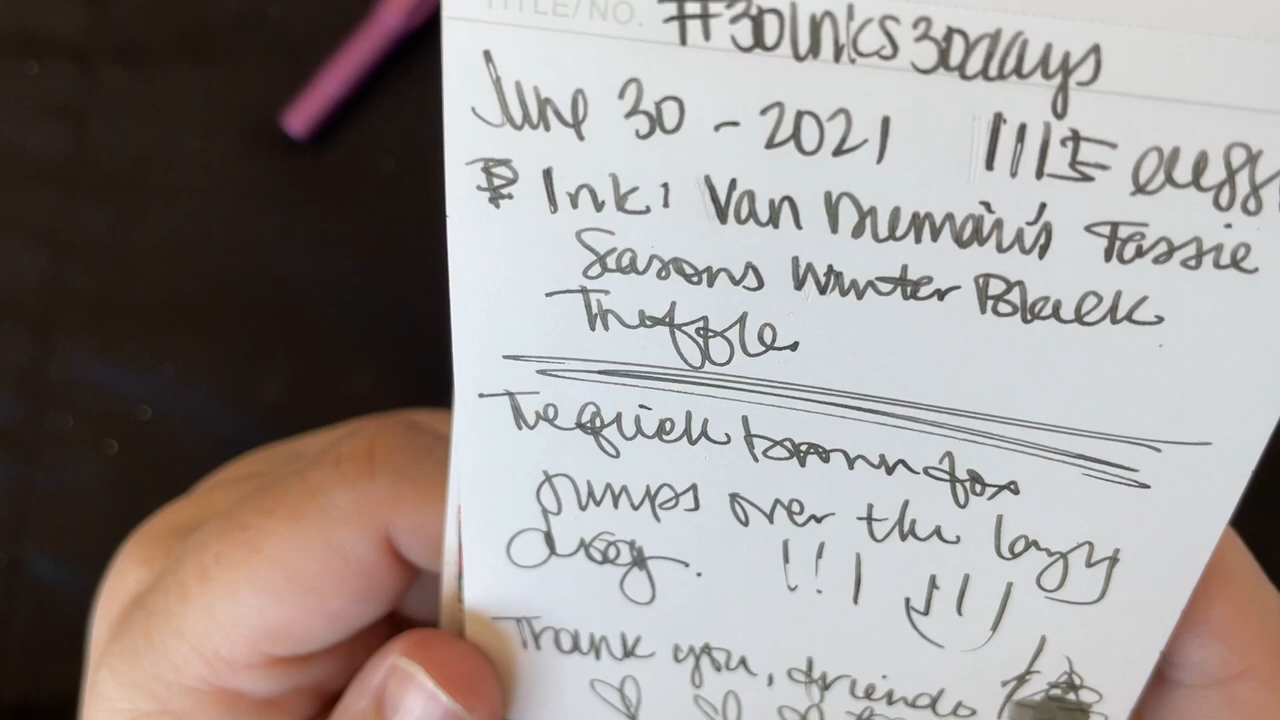 TITLE/NO. #30Inks30days
June 30 - 2021
Ink: Van Dieman's Tassie
Seasons Winter Black
Truffle
The quick brown fox
jumps over the lazy
dog. !!!
Thank you, friends